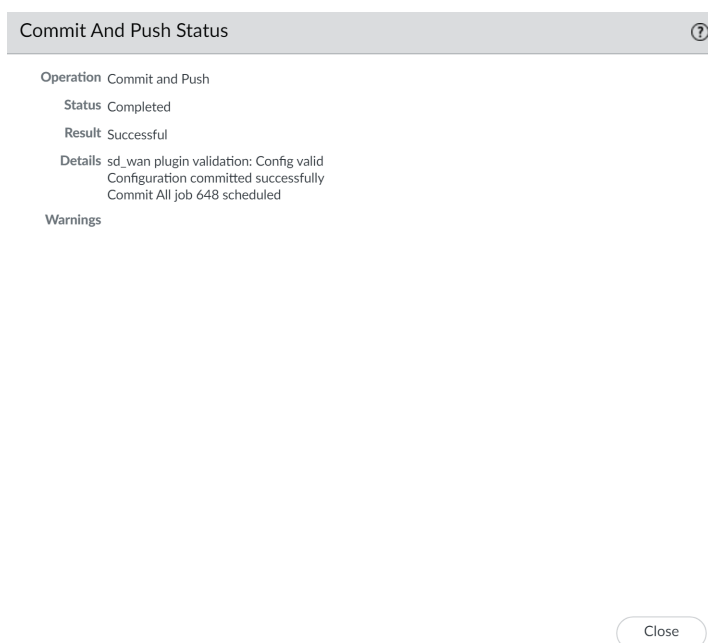 Commit And Push Status
?
Operation Commit and Push
Status Completed
Result Successful
Details sd_wan plugin validation: Config valid
Configuration committed successfully
Commit All job 648 scheduled
Warnings
Close